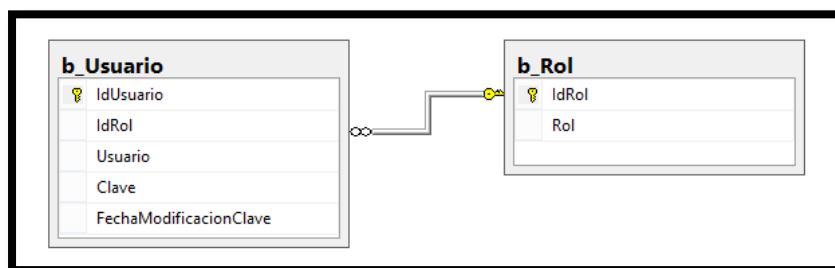 b_Usuario
IdUsuario
IdRol
Usuario
Clave
FechaModificacionClave
b_Rol
IdRol
Rol